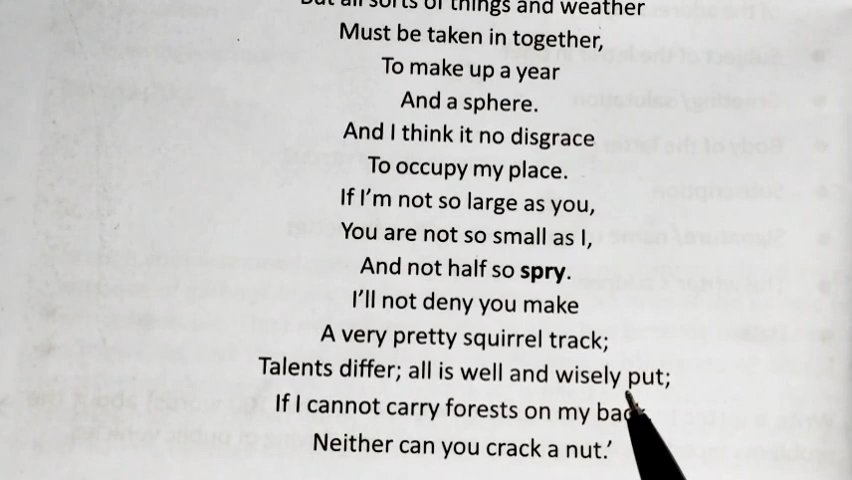 But all sorts of things and weather
Must be taken in together,
To make up a year
And a sphere.
And I think it no disgrace
To occupy my place.
If I'm not so large as you,
You are not so small as I,
And not half so spry.
I'll not deny you make
A very pretty squirrel track;
Talents differ; all is well and wisely put;
If I cannot carry forests on my back,
Neither can you crack a nut.'